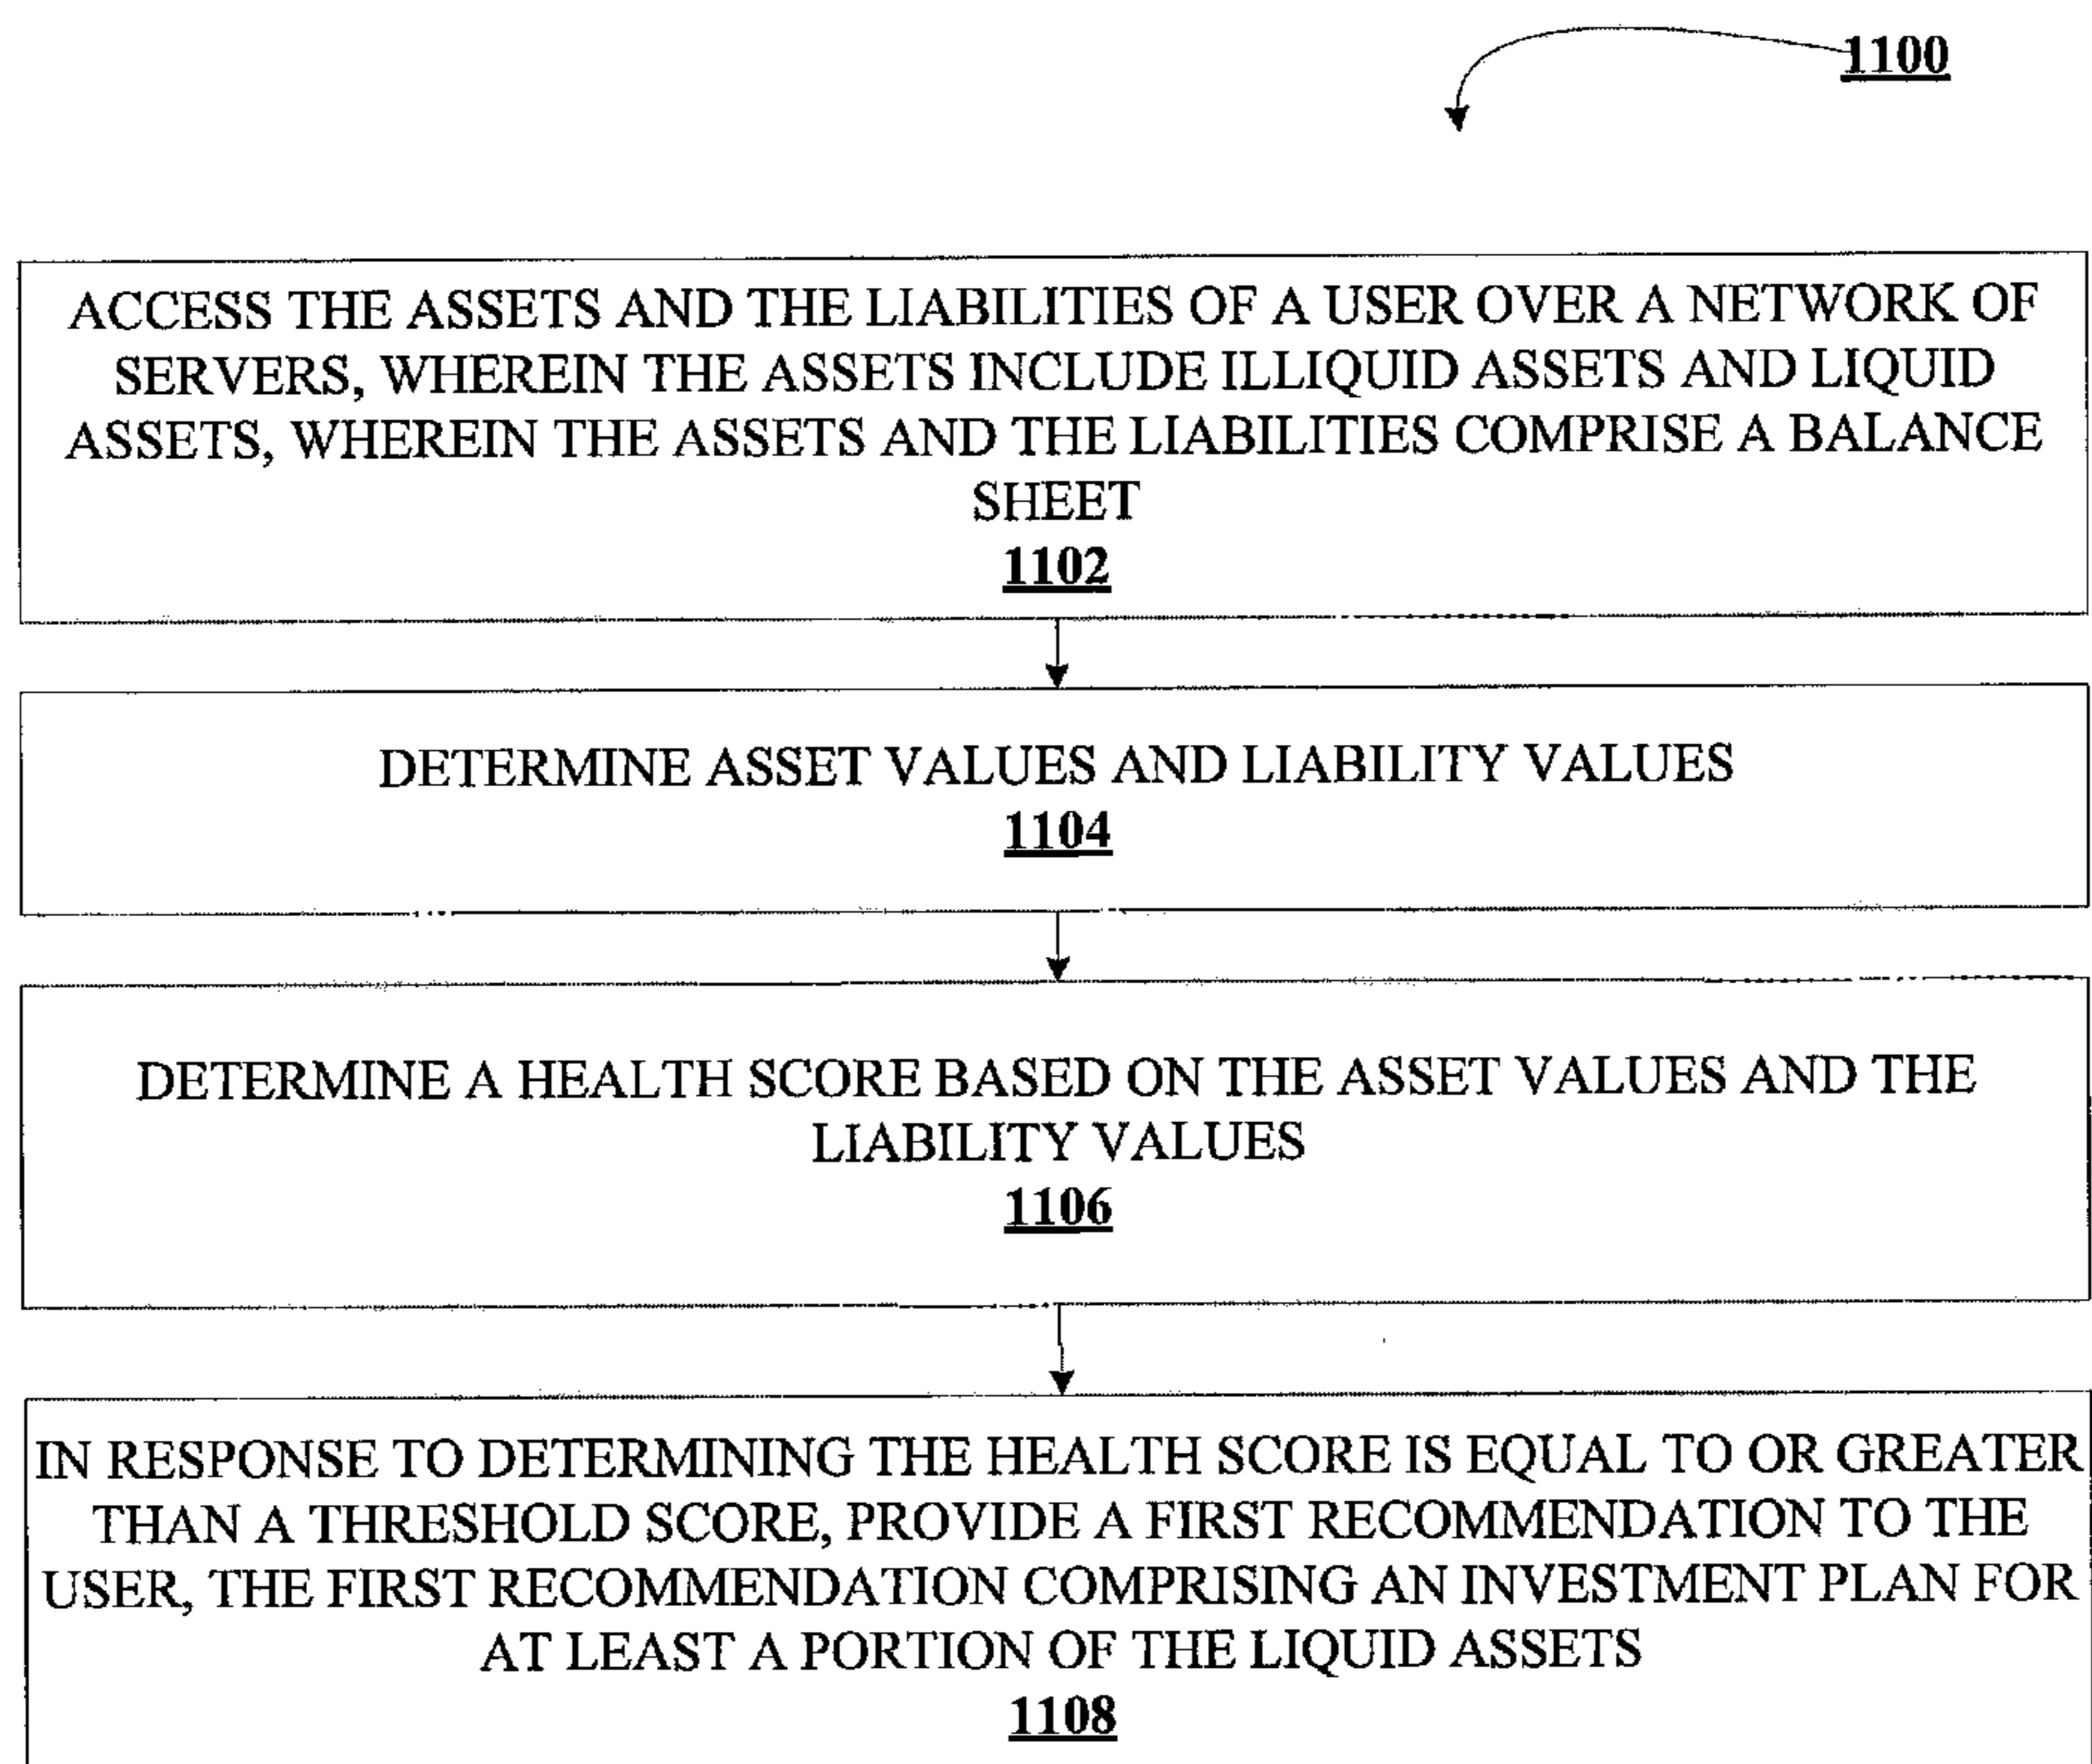 1100
ACCESS THE ASSETS AND THE LIABILITIES OF A USER OVER A NETWORK OF
SERVERS, WHEREIN THE ASSETS INCLUDE ILLIQUID ASSETS AND LIQUID
ASSETS, WHEREIN THE ASSETS AND THE LIABILITIES COMPRISE A BALANCE
SHEET
1102
DETERMINE ASSET VALUES AND LIABILITY VALUES
1104
DETERMINE A HEALTH SCORE BASED ON THE ASSET VALUES AND THE
LIABILITY VALUES
1106
IN RESPONSE TO DETERMINING THE HEALTH SCORE IS EQUAL TO OR GREATER
THAN A THRESHOLD SCORE, PROVIDE A FIRST RECOMMENDATION TO THE
USER, THE FIRST RECOMMENDATION COMPRISING AN INVESTMENT PLAN FOR
AT LEAST A PORTION OF THE LIQUID ASSETS
1108